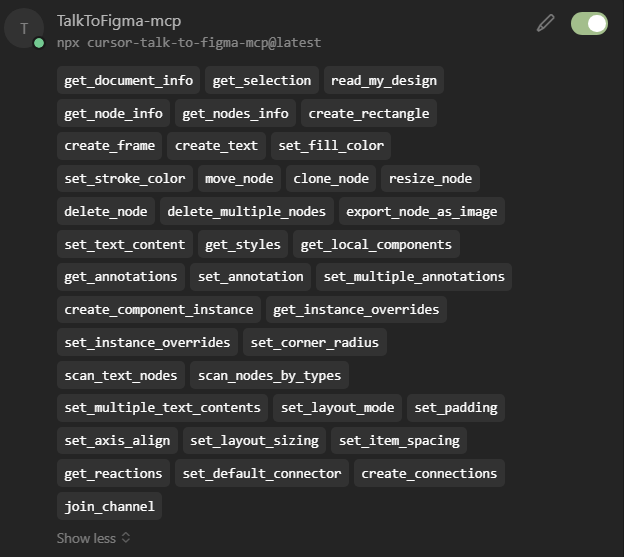 T
TalkToFigma-mcp
npx cursor-talk-to-figma-mcp@latest
get_document_info get_selection read_my_design
get_node_info get_nodes_info create_rectangle
create_frame create_text set_fill_color
set_stroke_color move_node clone_node resize_node
delete_node delete_multiple_nodes export_node_as_image
set_text_content get_styles get_local_components
get_annotations set_annotation set_multiple_annotations
create_component_instance get_instance_overrides
set_instance_overrides set_corner_radius
scan_text_nodes scan_nodes_by_types
set_multiple_text_contents set_layout_mode set_padding
set_axis_align set_layout_sizing set_item_spacing
get_reactions set_default_connector create_connections
join_channel
Show less